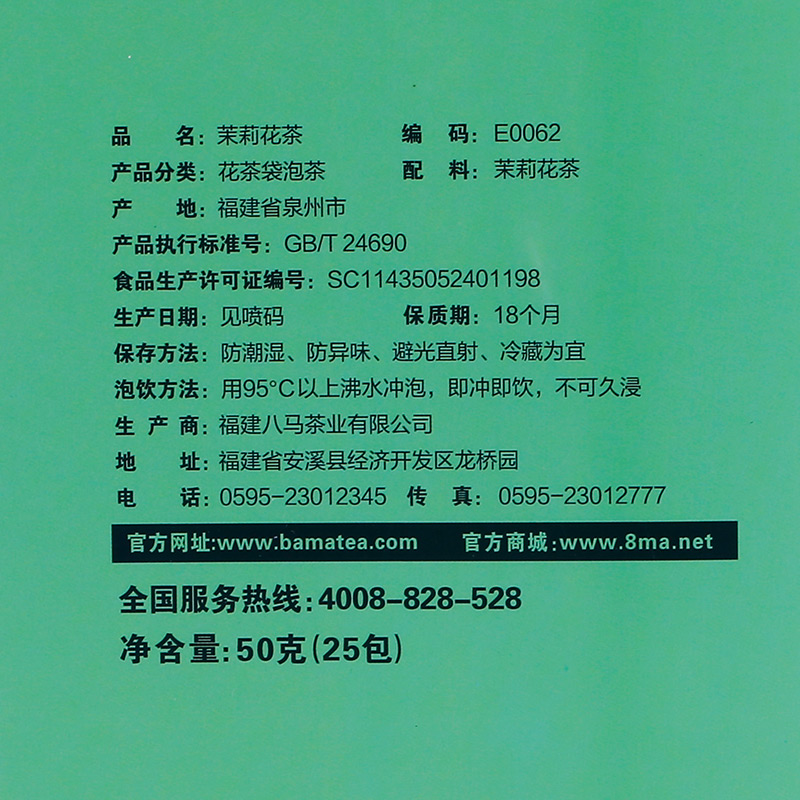 品 名：茉莉花茶 编 码：E0062
产品分类：花茶袋泡茶 配 料：茉莉花茶
产 地：福建省泉州市
产品执行标准号：GB/T 24690
食品生产许可证编号：SC11435052401198
生产日期：见喷码 保质期：18个月
保存方法：防潮湿、防异味、避光直射、冷藏为宜
泡饮方法：用95°C以上沸水冲泡，即冲即饮，不可久浸
生 产 商：福建八马茶业有限公司
地 址：福建省安溪县经济开发区龙桥园
电 话：0595-23012345 传 真：0595-23012777
官方网址:www.bamatea.com 官方商城:www.8ma.net
全国服务热线:4008-828-528
净含量:50克(25包)